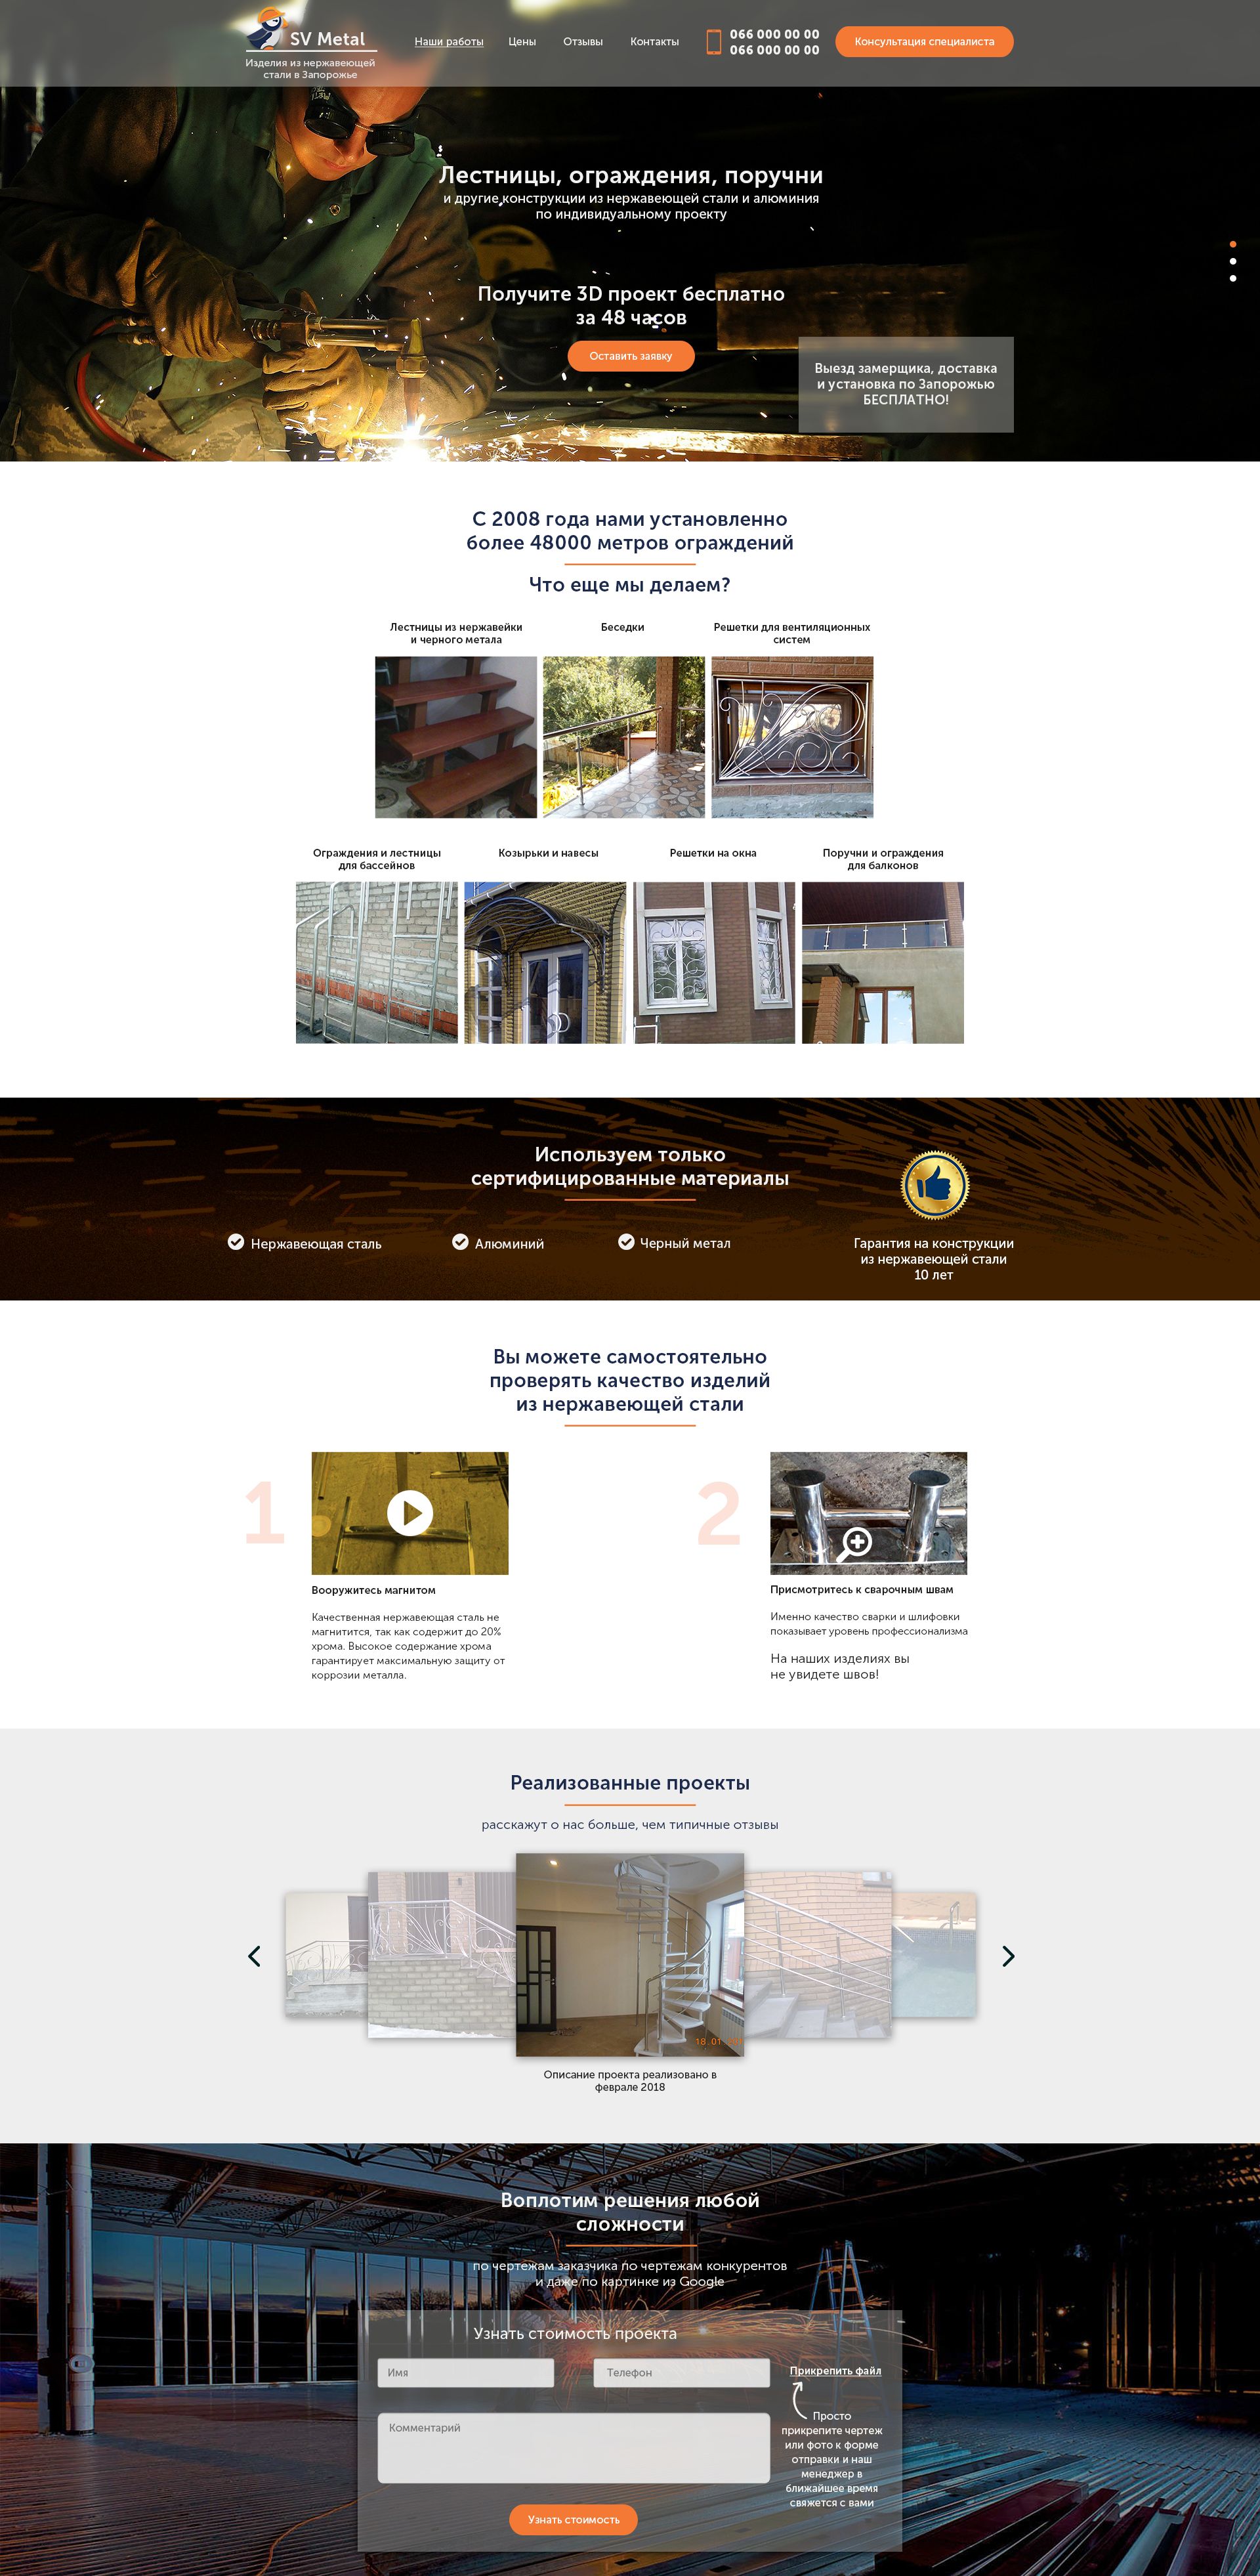 SV Metal
Изделия из нержавеющей
стали в Запорожье
Наши работы
Цены
Отзывы
Контакты
066 000 00 00
066 000 00 00
Консультация специалиста
Лестницы, ограждения, поручни
и другие конструкции из нержавеющей стали и алюминия
по индивидуальному проекту
Получите 3D проект бесплатно
за 48 часов
Оставить заявку
Выезд замерщика, доставка
и установка по Запорожью
БЕСПЛАТНО!
С 2008 года нами установленно
более 48000 метров ограждений
Что еще мы делаем?
Лестницы из нержавейки
и черного метала
Беседки
Решетки для вентиляционных
систем
Ограждения и лестницы
для бассейнов
Козырьки и навесы
Решетки на окна
Поручни и ограждения
для балконов
Используем только
сертифицированные материалы
Нержавеющая сталь
Алюминий
Черный метал
Гарантия на конструкции
из нержавеющей стали
10 лет
Вы можете самостоятельно
проверять качество изделий
из нержавеющей стали
1
Вооружитесь магнитом
Качественная нержавеющая сталь не
магнитится, так как содержит до 20%
хрома. Высокое содержание хрома
гарантирует максимальную защиту от
коррозии металла.
2
Присмотритесь к сварочным швам
Именно качество сварки и шлифовки
показывает уровень профессионализма
На наших изделиях вы
не увидете швов!
Реализованные проекты
расскажут о нас больше, чем типичные отзывы
18.01
Описание проекта реализовано в
феврале 2018
Воплотим решения любой
сложности
по чертежам заказчика по чертежам конкурентов
и даже по картинке из Google
Узнать стоимость проекта
Имя
Телефон
Комментарий
Прикрепить файл
Просто
прикрепите чертеж
или фото к форме
отправки и наш
менеджер в
ближайшее время
свяжется с вами
Узнать стоимость